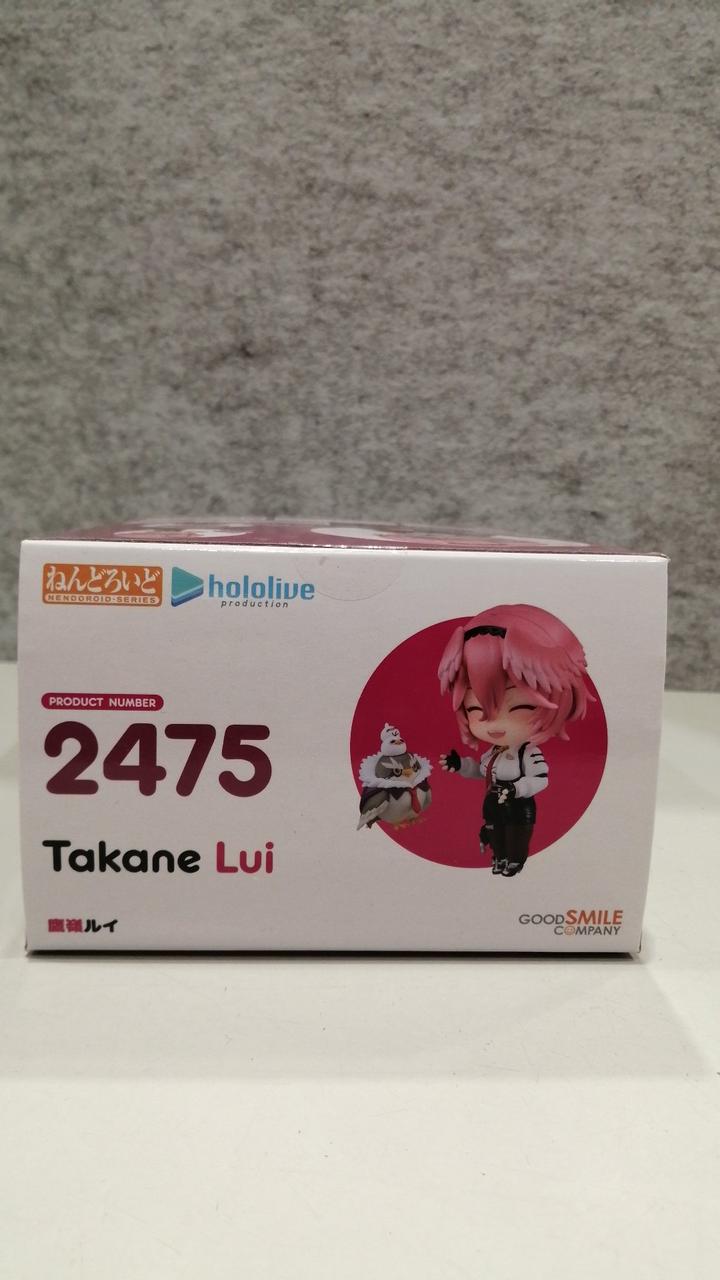 ねんどろいど
NENDOROID-SERIES
hololive
production
PRODUCT NUMBER
2475
Takane Lui
鷹嶺ルイ
GOOD SMILE
COMPANY